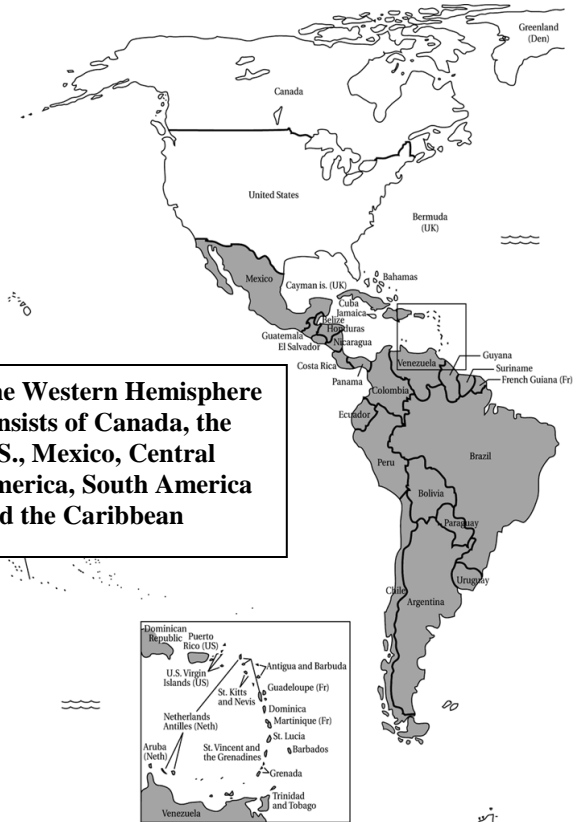 Greenland
(Den)
Canada
United States
Bermuda
(UK)
Mexico
Cayman is. (UK)
Bahamas
Cuba
Jamaica
Belize
Honduras
Guatemala
El Salvador
Nicaragua
Costa Rica
Panama
Venezuela
Guyana
Suriname
French Guiana (Fr)
Colombia
Ecuador
Peru
Brazil
Bolivia
Paraguay
Uruguay
Chile
Argentina
Western Hemisphere
of Canada, the
Mexico, Central
South America
the Caribbean
Dominican
Republic
Puerto
Rico (US)
U.S. Virgin
Islands (US)
Antigua and Barbuda
St. Kitts
and Nevis
Guadeloupe (Fr)
Dominica
Netherlands
Antilles (Neth)
Martinique (Fr)
St. Lucia
Aruba
(Neth)
St. Vincent and
the Grenadines
Barbados
Grenada
Trinidad
and Tobago
Venezuela